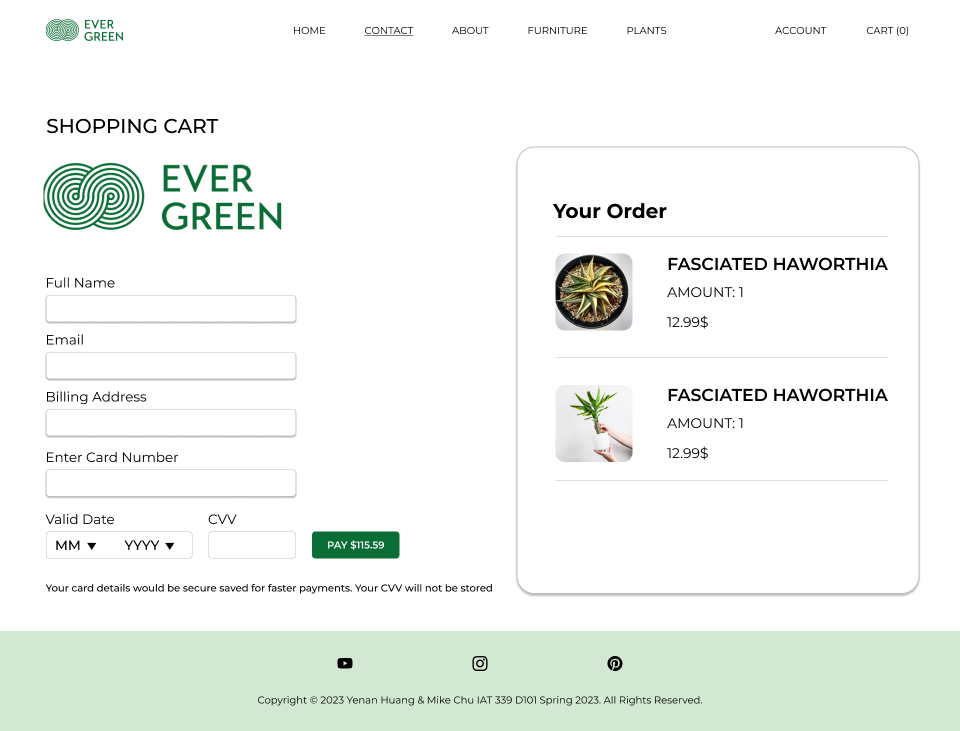 EVER
GREEN
HOME CONTACT ABOUT FURNITURE PLANTS ACCOUNT CART (0)
SHOPPING CART
EVER
GREEN
Full Name
Email
Billing Address
Enter Card Number
Valid Date CVV
MM YYYY PAY $115.59
Your card details would be secure saved for faster payments. Your CVV will not be stored
Your Order
FASCIATED HAWORTHIA
AMOUNT: 1
12.99$
FASCIATED HAWORTHIA
AMOUNT: 1
12.99$
Copyright © 2023 Yenan Huang & Mike Chu IAT 339 D101 Spring 2023. All Rights Reserved.